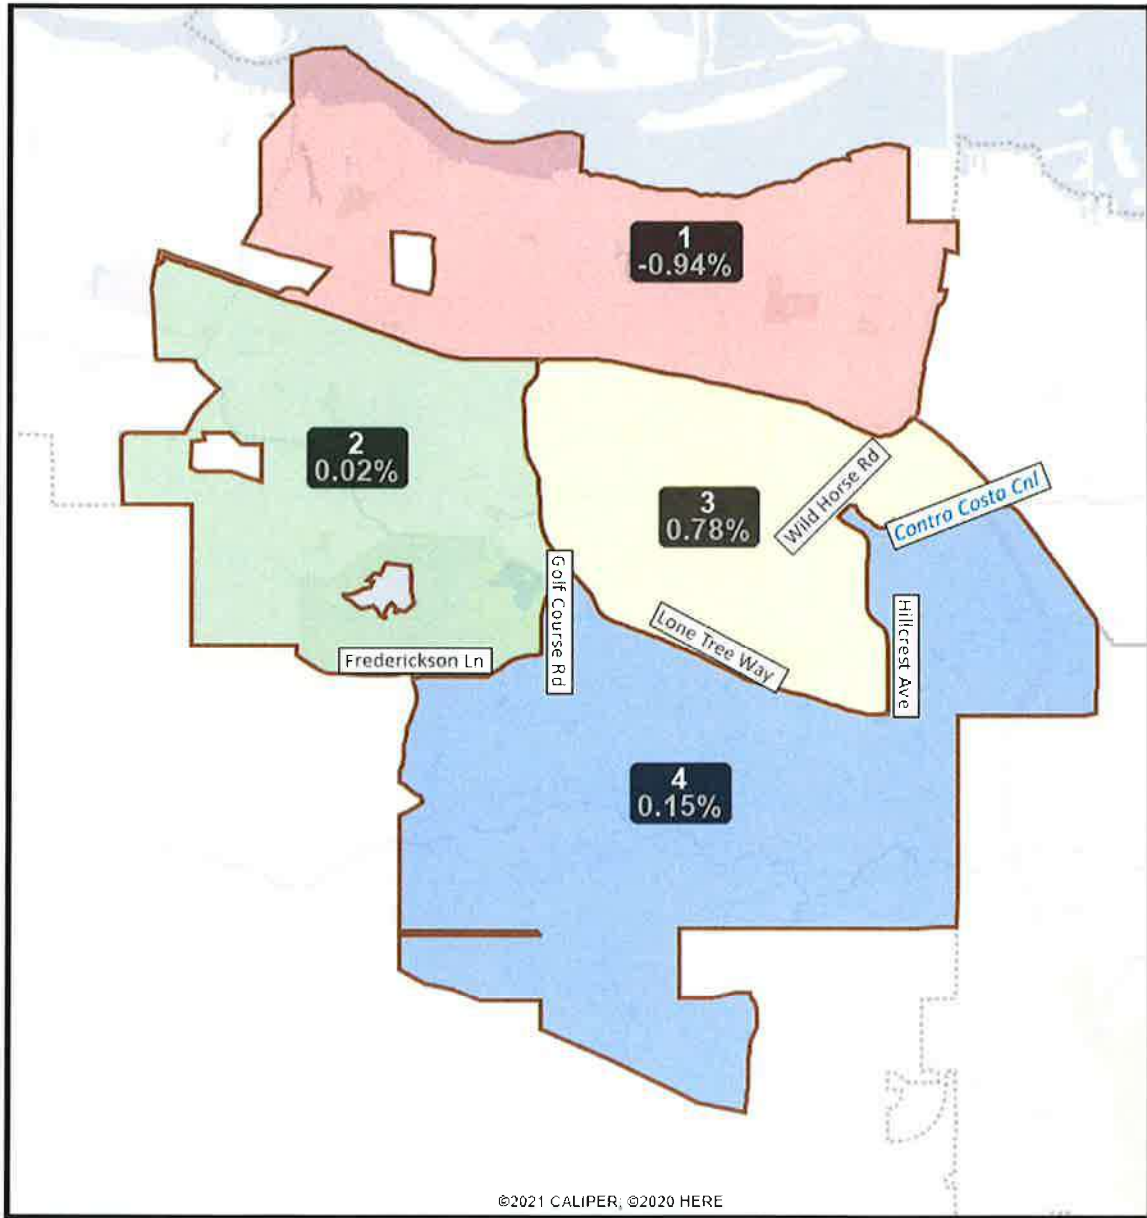 1
-0.94%
2
0.02%
3
0.78%
Wild Horse Rd
Contra Costa Cnl
Golf Course Rd
Lone Tree Way
Hillcrest Ave
Frederickson Ln
4
0.15%
©2021 CALIPER; ©2020 HERE